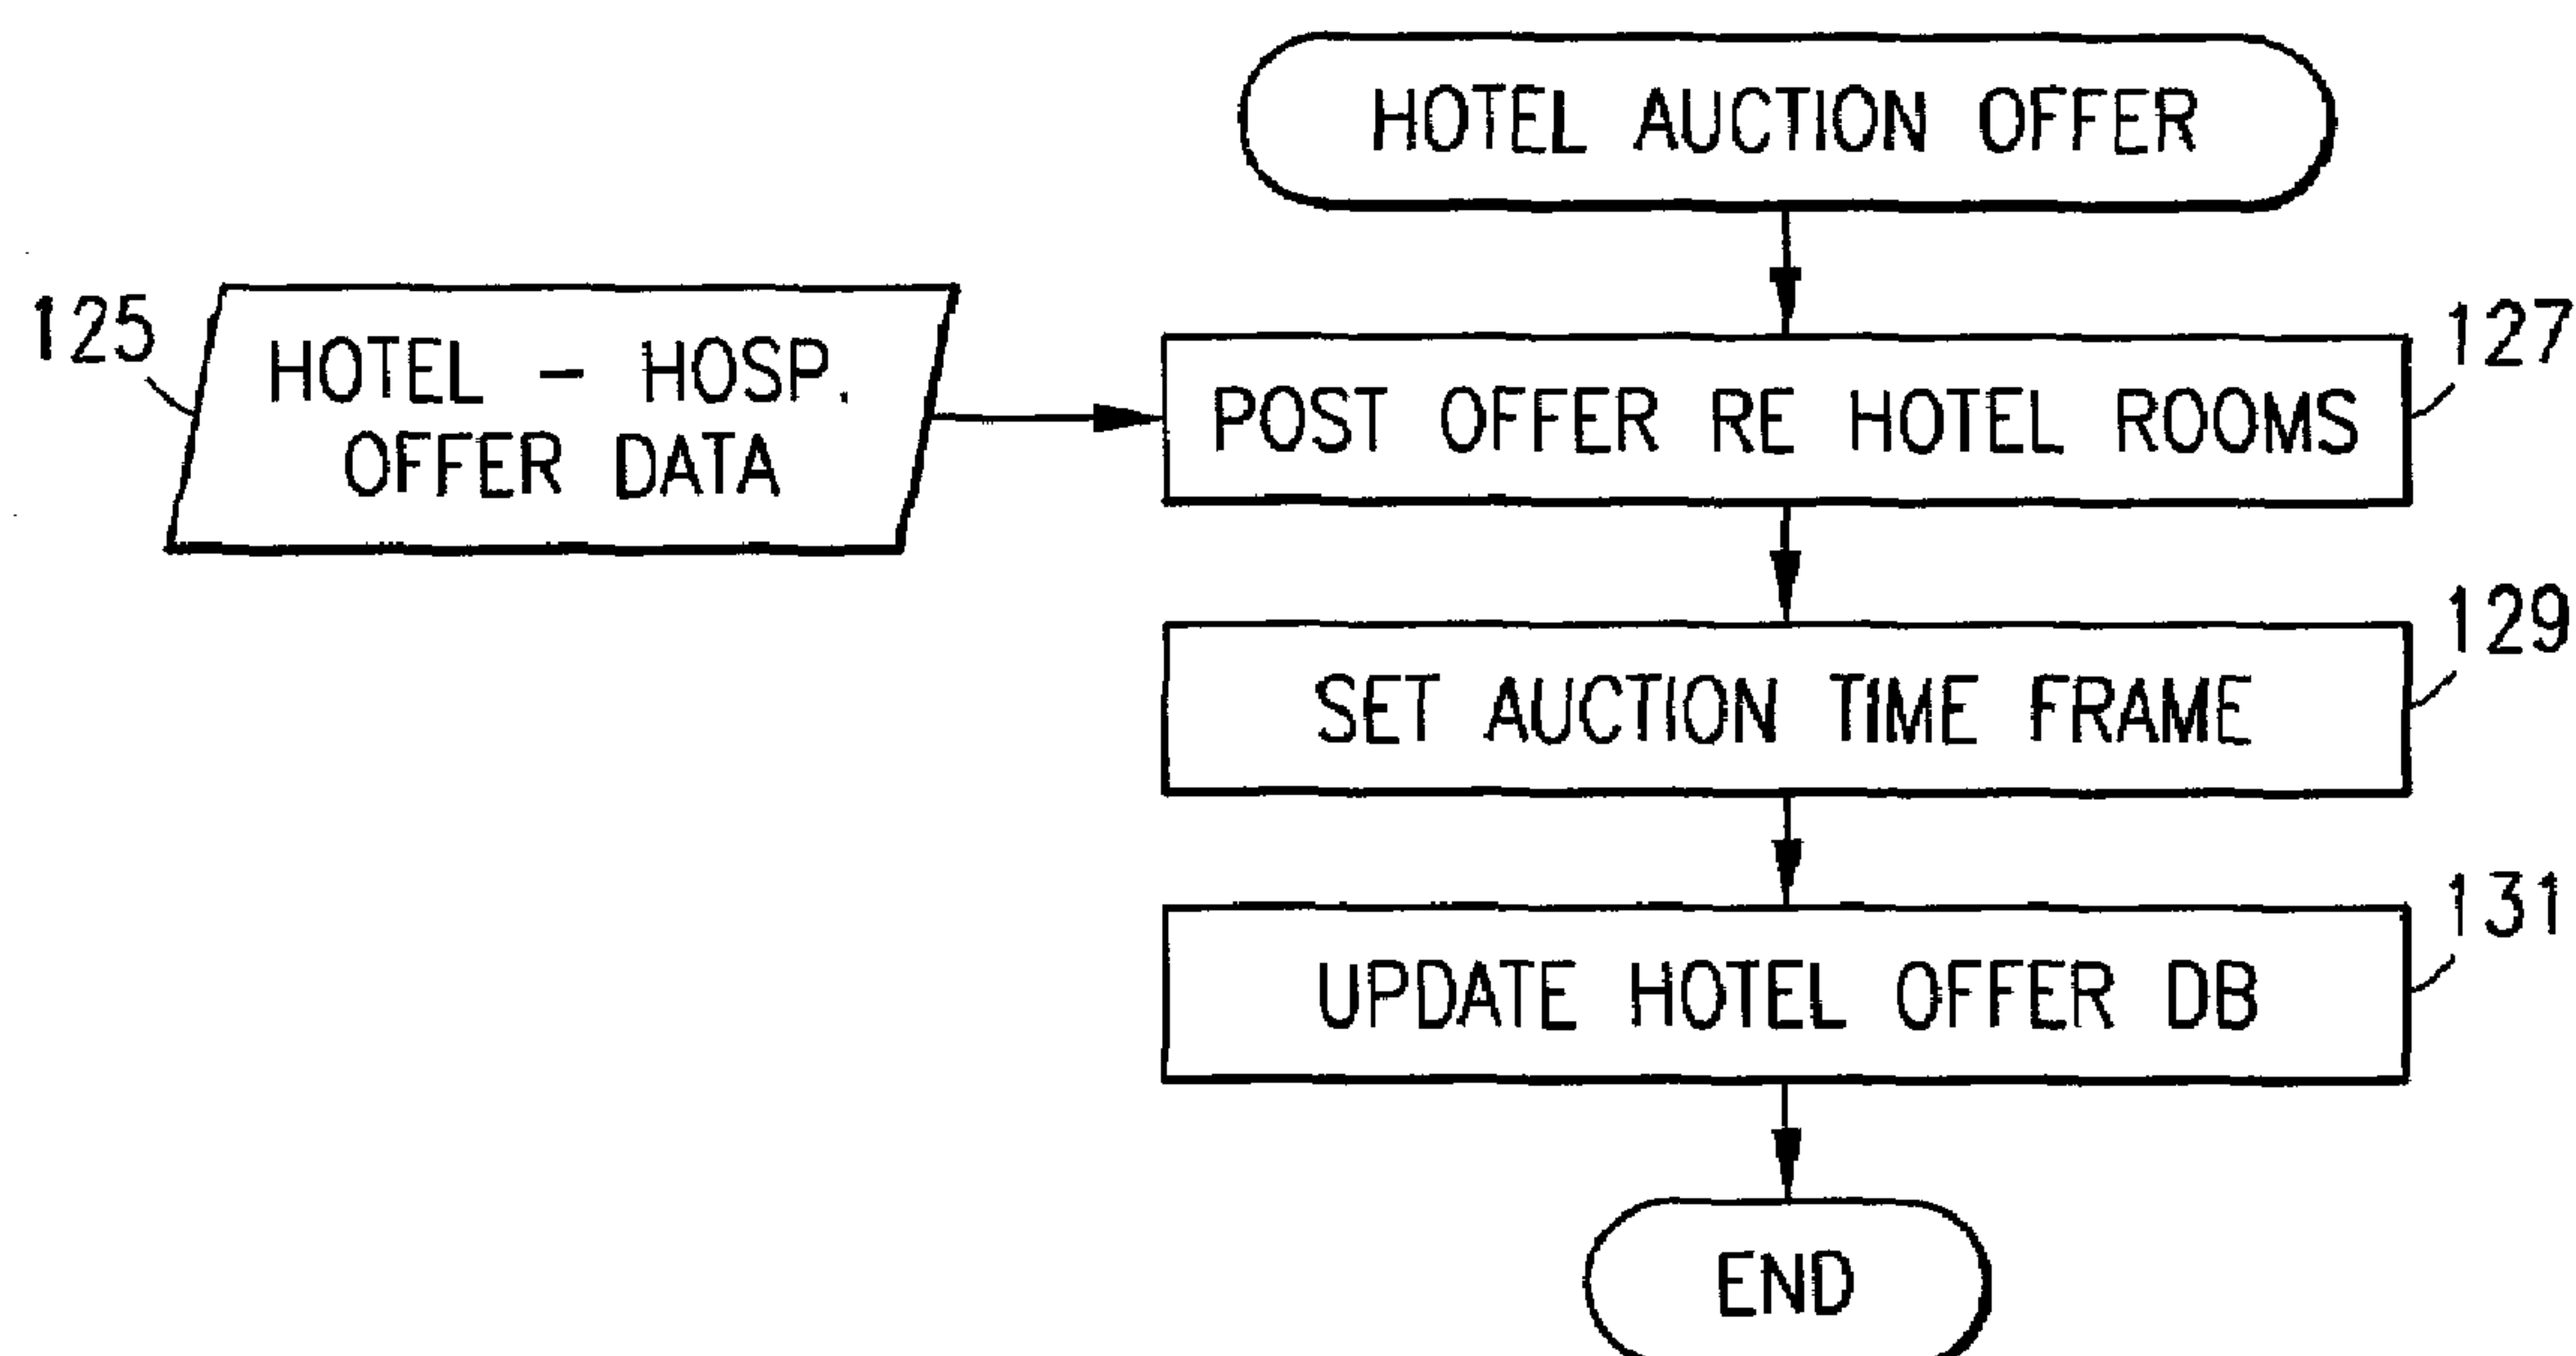 HOTEL AUCTION OFFER
125
HOTEL – HOSP.
OFFER DATA
POST OFFER RE HOTEL ROOMS
127
SET AUCTION TIME FRAME
129
UPDATE HOTEL OFFER DB
131
END